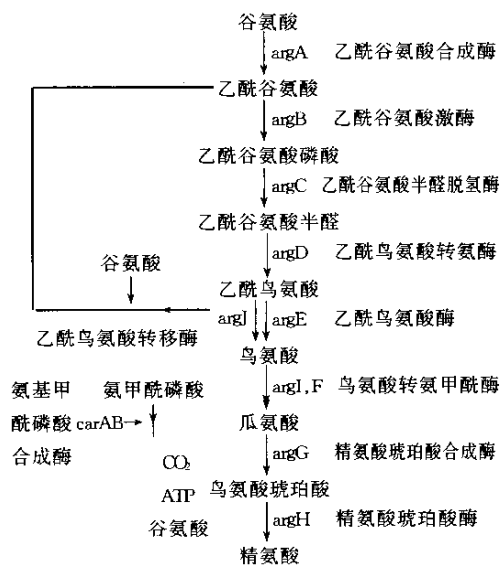 谷氨酸
argA 乙酰谷氨酸合成酶
乙酰谷氨酸
argB 乙酰谷氨酸激酶
乙酰谷氨酸磷酸
argC 乙酰谷氨酸半醛脱氢酶
乙酰谷氨酸半醛
argD 乙酰鸟氨酸转氨酶
谷氨酸
乙酰鸟氨酸
argJ argE 乙酰鸟氨酸酶
乙酰鸟氨酸转移酶
鸟氨酸
氨基甲 氨甲酰磷酸 argI,F 鸟氨酸转氨甲酰酶
酰磷酸 carAB 瓜氨酸
合成酶 argG 精氨酸琥珀酸合成酶
CO₂
ATP 鸟氨酸琥珀酸
谷氨酸 argH 精氨酸琥珀酸酶
精氨酸